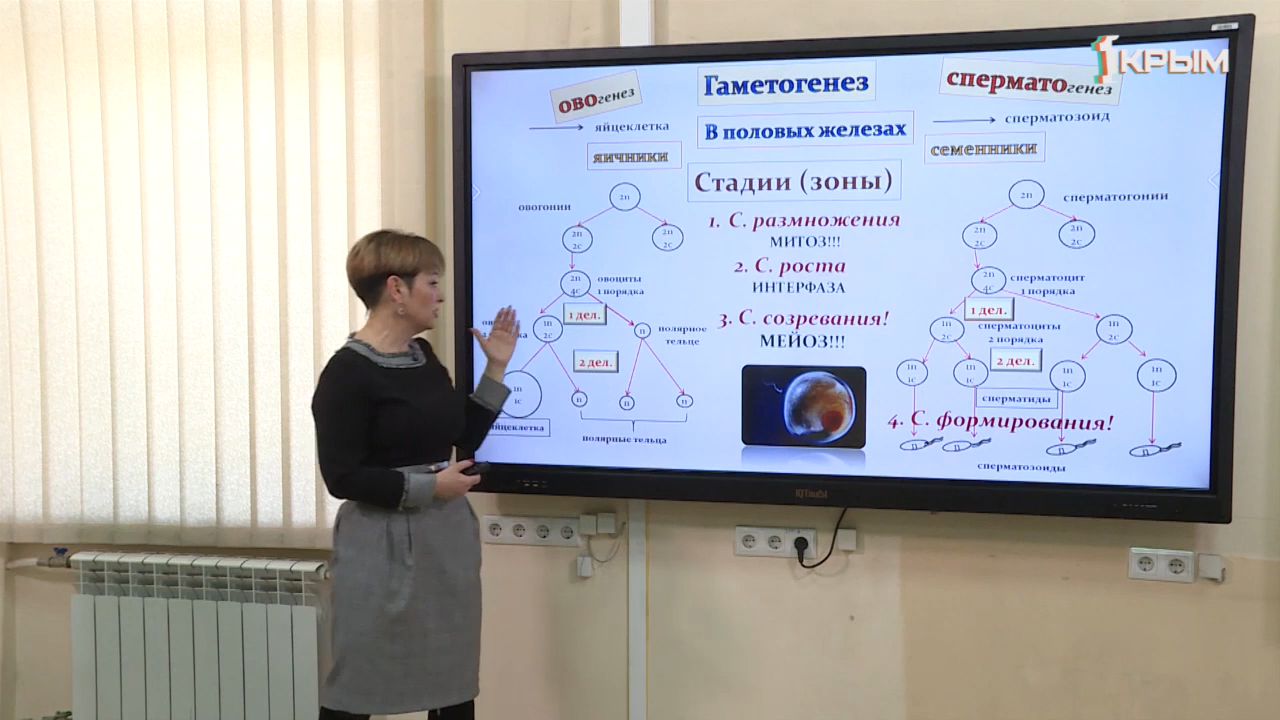 1КРЫМ
овогенез
Гаметогенез
сперматогенез
яйцеклетка
В половых железах
сперматозоид
яичники
семенники
Стадии (зоны)
овогонии
2n
2n
2c
2n
2c
овоциты
1 порядка
2n
4c
1 дел.
1n
2c
n
полярное
тельце
2 дел.
1n
1c
n
n
n
яйцеклетка
полярные тельца
1. С. размножения
МИТОЗ!!!
2. С. роста
ИНТЕРФАЗА
3. С. созревания!
МЕЙОЗ!!!
2n
сперматогонии
2n
2c
2n
2c
2n
4c
сперматоцит
1 порядка
1 дел.
1n
2c
сперматоциты
2 порядка
1n
2c
2 дел.
1n
1c
1n
1c
1n
1c
1n
1c
сперматиды
4. С. формирования!
n
n
n
n
сперматозоиды